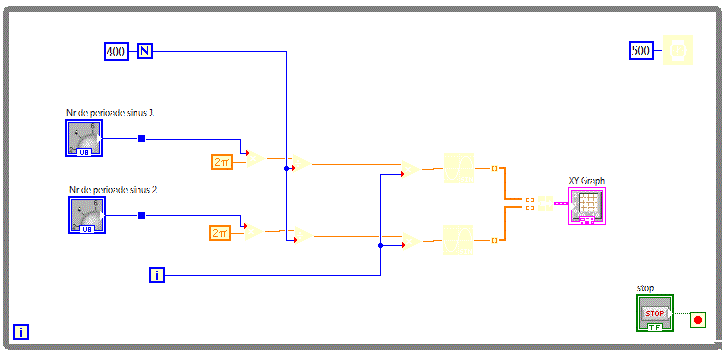 400 N
500
Nr de perioade sinus 1
U8
2π
Nr de perioade sinus 2
U8
2π
XY Graph
i
stop
STOP
TF
i